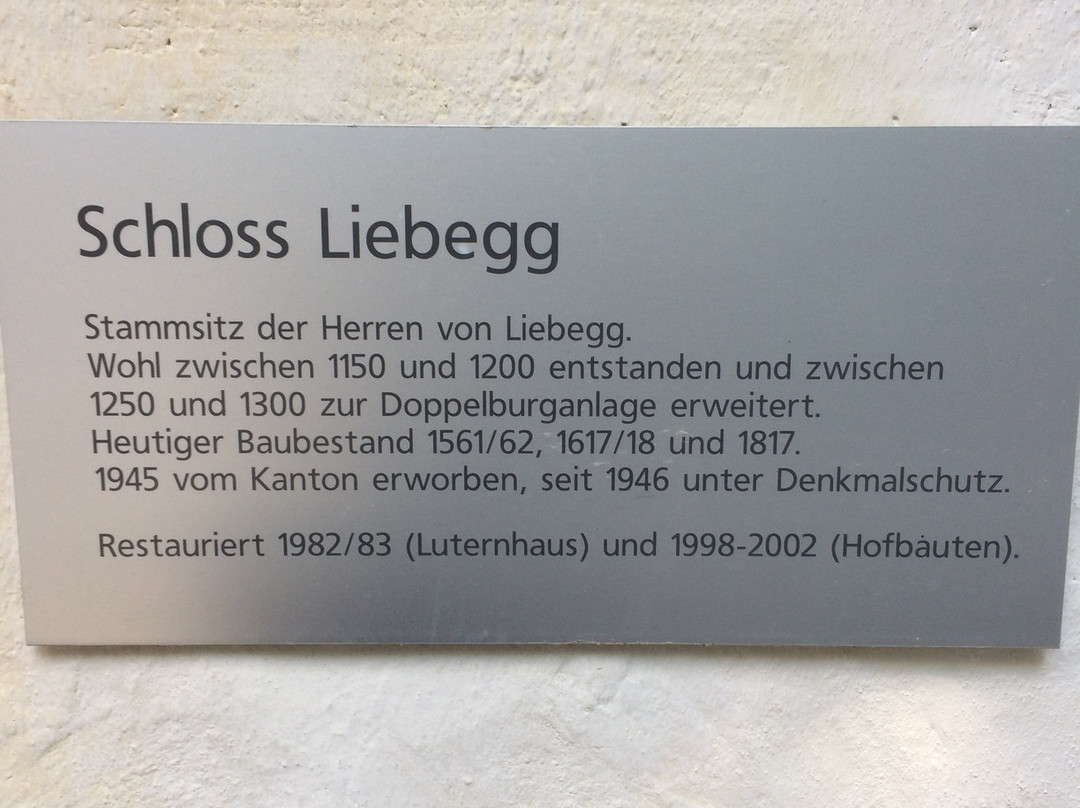 Schloss Liebegg
Stammsitz der Herren von Liebegg.
Wohl zwischen 1150 und 1200 entstanden und zwischen
1250 und 1300 zur Doppelburganlage erweitert.
Heutiger Baubestand 1561/62, 1617/18 und 1817.
1945 vom Kanton erworben, seit 1946 unter Denkmalschutz.
Restauriert 1982/83 (Luternhaus) und 1998-2002 (Hofbauten).